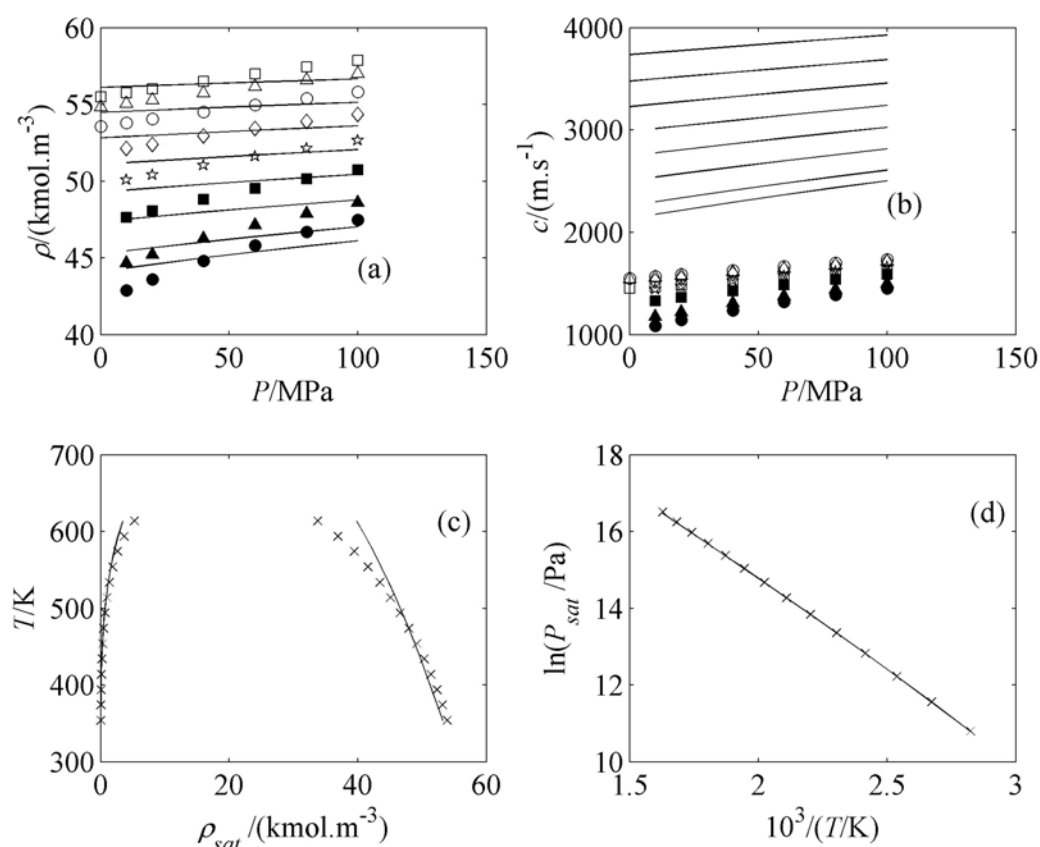 60
55
50
45
40
ρ/(kmol.m⁻³)
(a)
0 50 100 150
P/MPa
4000
3000
2000
1000
c/(m.s⁻¹)
(b)
0 50 100 150
P/MPa
700
600
500
400
300
T/K
(c)
0 20 40 60
ρsat /(kmol.m⁻³)
18
16
14
12
10
ln(Psat /Pa)
(d)
1.5 2 2.5 3
10³/(T/K)